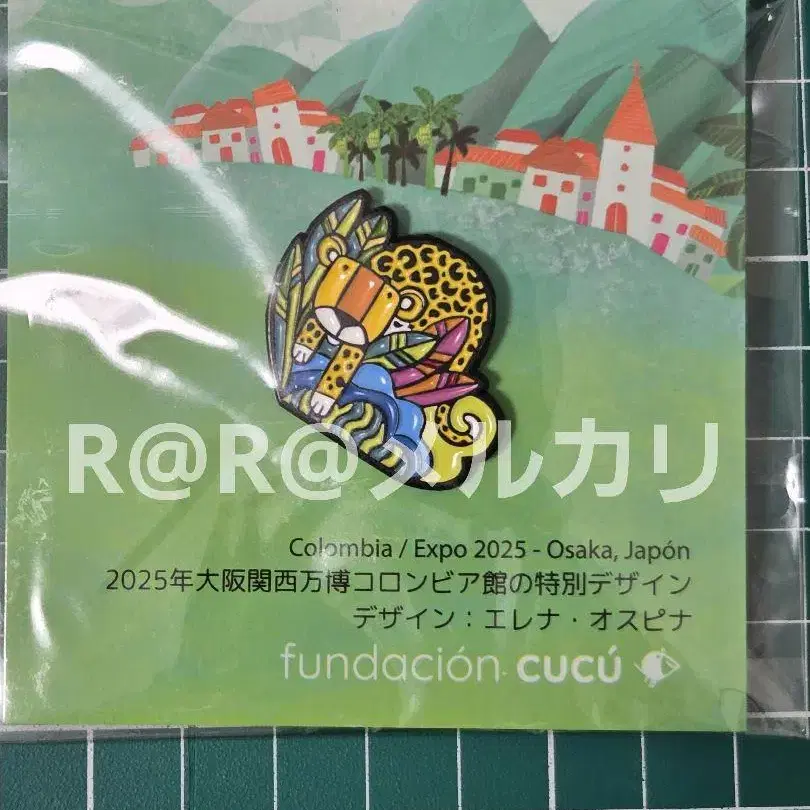 R@R@メルカリ
Colombia / Expo 2025 - Osaka, Japón
2025年大阪関西万博コロンビア館の特別デザイン
デザイン：エレナ・オスピナ
fundación cucú